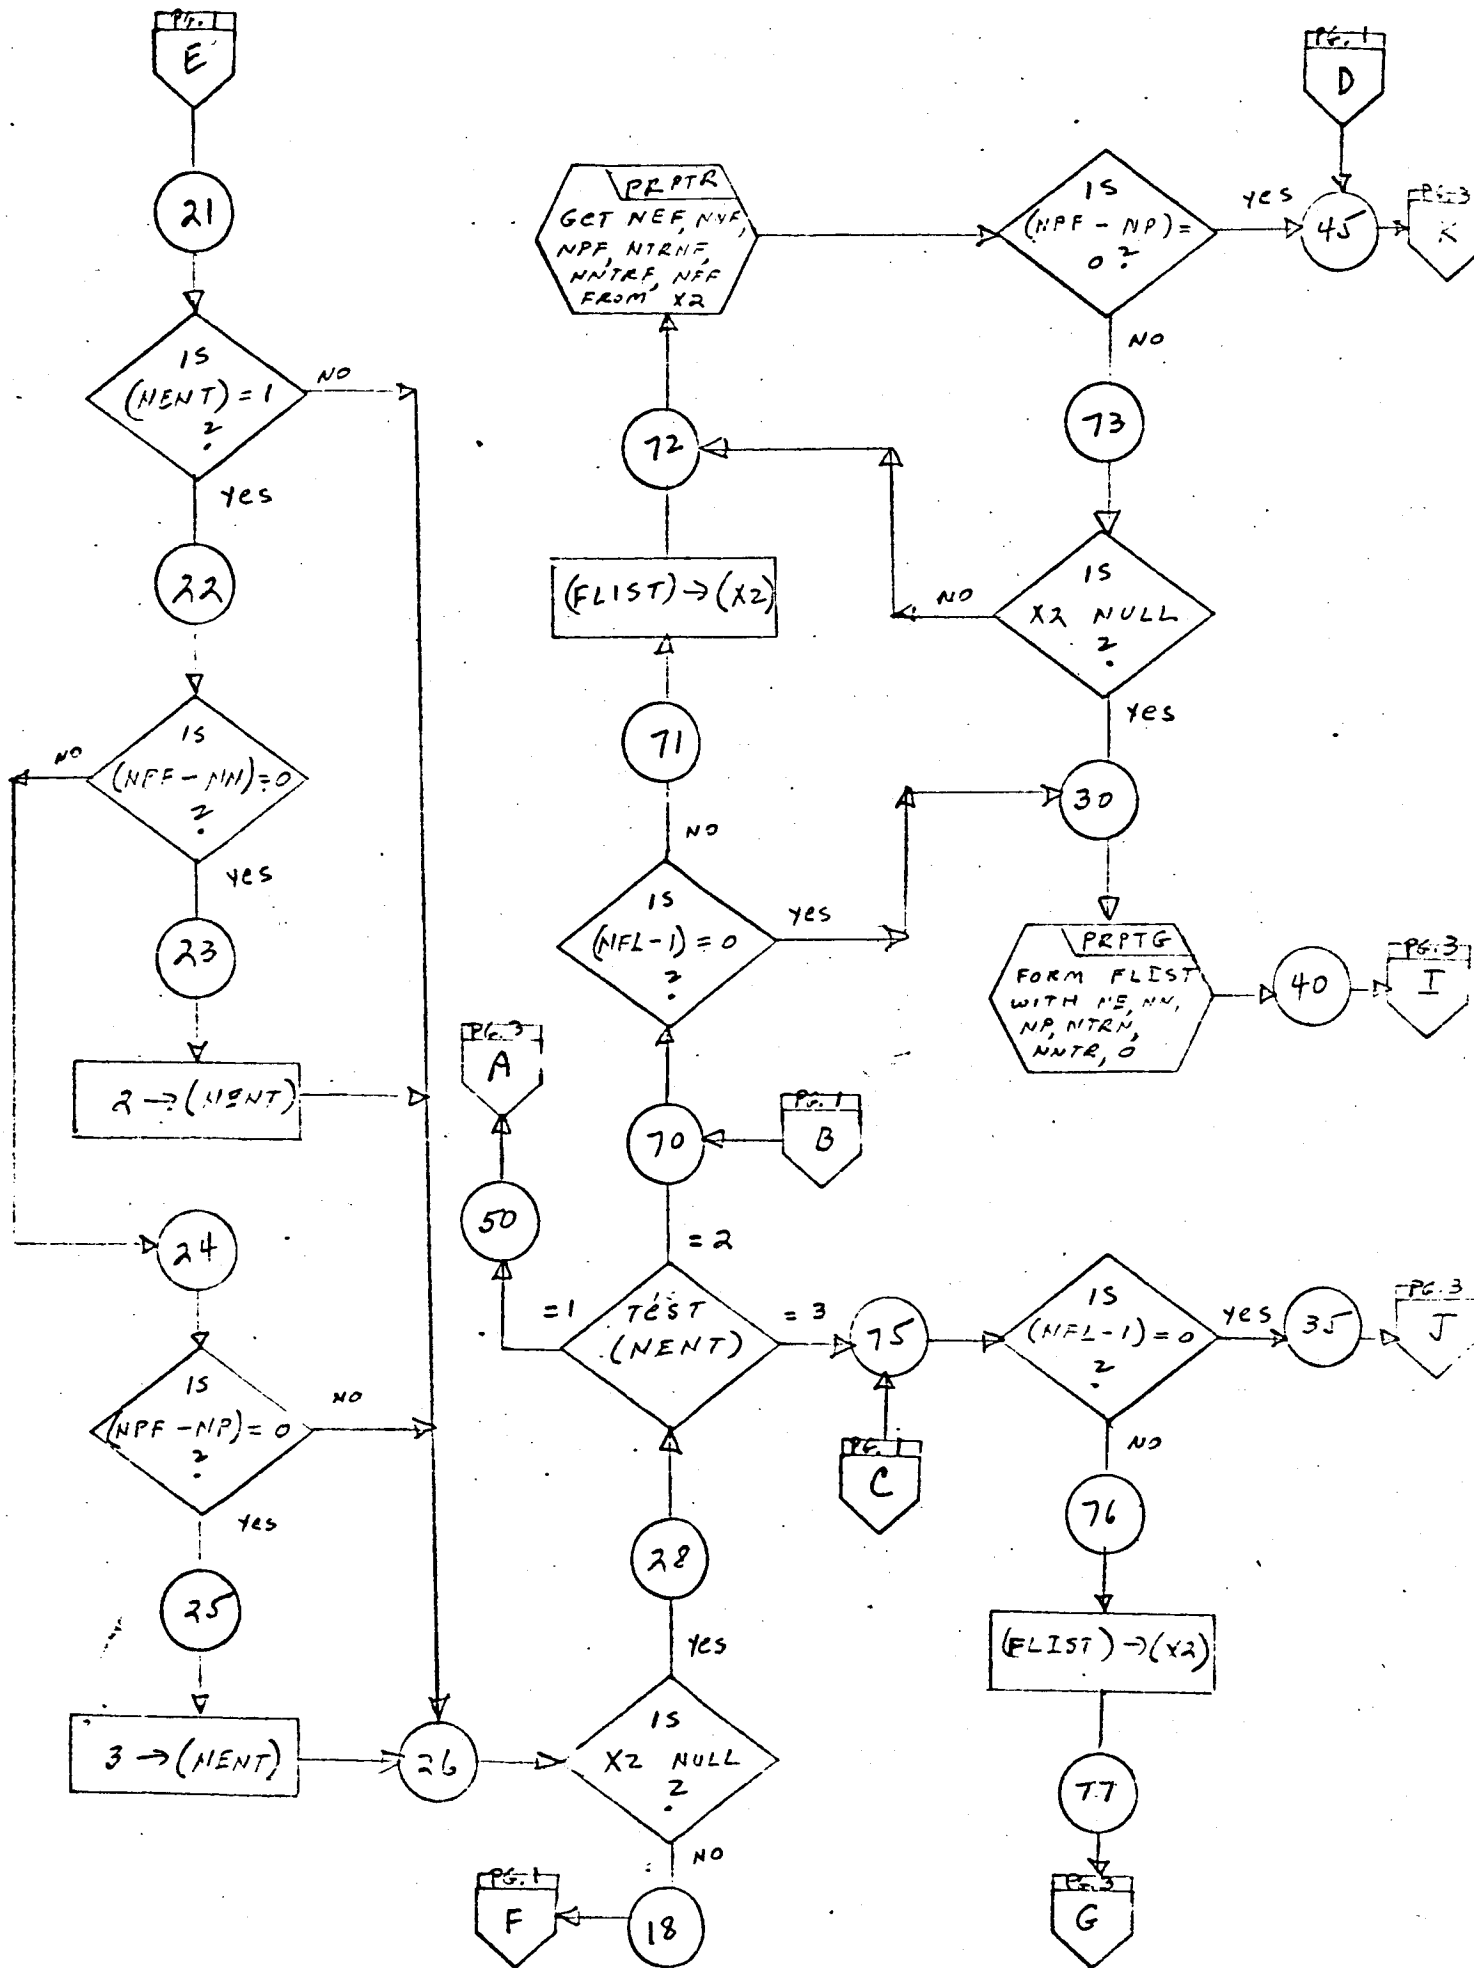 PG. 1
E
21
IS
(NENT) = 1
?
NO
Yes
22
IS
(NPF - NN) = 0
?
NO
yes
23
2 → (NENT)
24
IS
(NPF - NP) = 0
?
NO
Yes
25
3 → (NENT)
26
IS
X2 NULL
?
Yes
NO
18
PG. 1
F
28
TEST
(NENT)
= 1
= 2
= 3
50
PG. 3
A
70
PG. 1
B
IS
(NFL-1) = 0
?
yes
NO
71
(FLIST) → (X2)
72
PRPTR
GET NEF, NVF,
NPF, NTRNF,
NNTRF, NFF
FROM X2
IS
(NPF - NP) =
0 ?
yes
NO
PG. 1
D
45
PG. 3
K
73
IS
X2 NULL
?
NO
Yes
30
PRPTG
FORM FLIST
WITH NE, NN,
NP, NTRN,
NNTR, 0
40
PG. 3
I
75
PG. 1
C
IS
(NFL-1) = 0
?
yes
NO
35
PG. 3
J
76
(FLIST) → (X2)
77
PG. 3
G